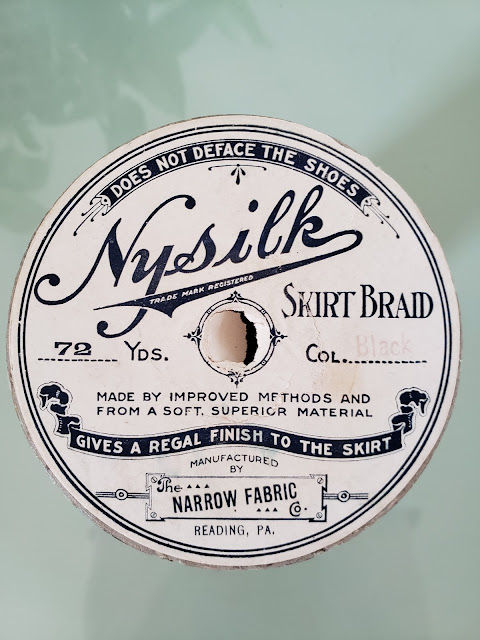 DOES NOT DEFACE THE SHOES
Nysilk
TRADE MARK REGISTERED
SKIRT BRAID
72 YDS.
COL. Black
MADE BY IMPROVED METHODS AND
FROM A SOFT, SUPERIOR MATERIAL
GIVES A REGAL FINISH TO THE SKIRT
MANUFACTURED
BY
The
NARROW FABRIC
Co.
READING, PA.